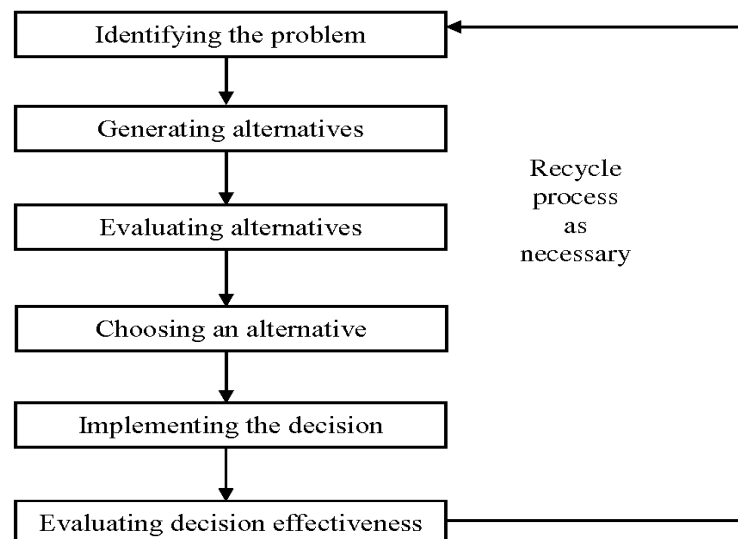 Identifying the problem
Generating alternatives
Evaluating alternatives
Recycle
process
as
necessary
Choosing an alternative
Implementing the decision
Evaluating decision effectiveness